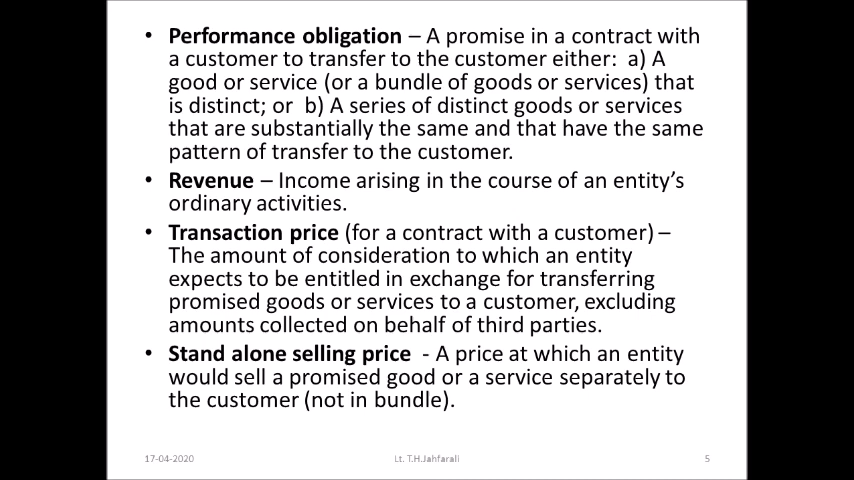 • Performance obligation – A promise in a contract with
a customer to transfer to the customer either:  a) A
good or service (or a bundle of goods or services) that
is distinct; or  b) A series of distinct goods or services
that are substantially the same and that have the same
pattern of transfer to the customer.
• Revenue – Income arising in the course of an entity’s
ordinary activities.
• Transaction price (for a contract with a customer) –
The amount of consideration to which an entity
expects to be entitled in exchange for transferring
promised goods or services to a customer, excluding
amounts collected on behalf of third parties.
• Stand alone selling price  - A price at which an entity
would sell a promised good or a service separately to
the customer (not in bundle).
17-04-2020
Lt. T.H.Jahfarali
5